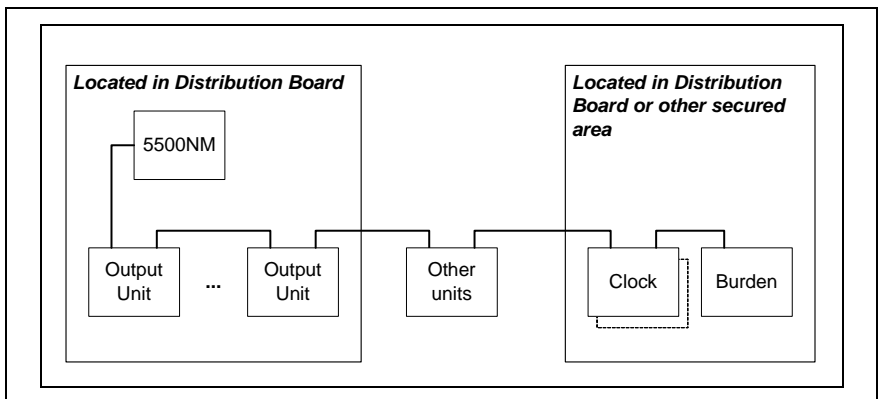 Located in Distribution Board
Located in Distribution
Board or other secured
area
5500NM
Output
Unit
...
Output
Unit
Other
units
Clock
Burden